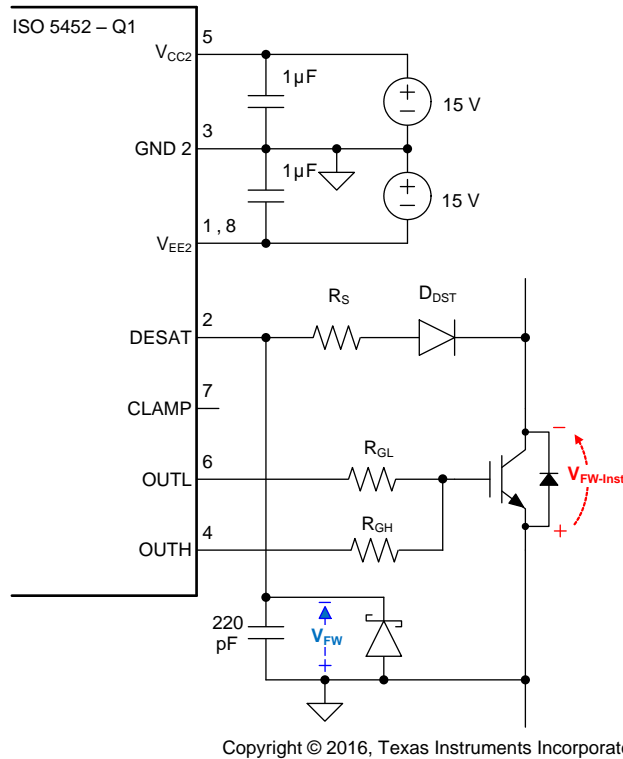 ISO 5452 – Q1
5
VCC2
1µF
15 V
3
GND 2
1µF
15 V
1 , 8
VEE2
RS
DDST
2
DESAT
7
CLAMP
6
OUTL
RGL
VFW-Inst
4
OUTH
RGH
220
pF
VFW
Copyright © 2016, Texas Instruments Incorporate